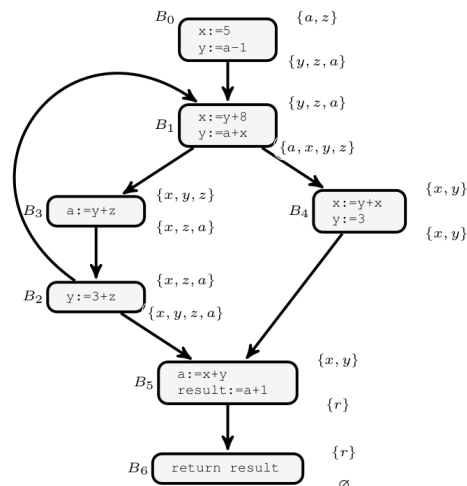 B₀
{a, z}
x:=5
y:=a−1
{y, z, a}
{y, z, a}
B₁
x:=y+8
y:=a+x
{a, x, y, z}
{x, y, z}
B₃
a:=y+z
{x, z, a}
{x, y}
B₄
x:=y+x
y:=3
{x, y}
{x, z, a}
B₂
y:=3+z
{x, y, z, a}
{x, y}
B₅
a:=x+y
result:=a+1
{r}
{r}
B₆
return result
∅